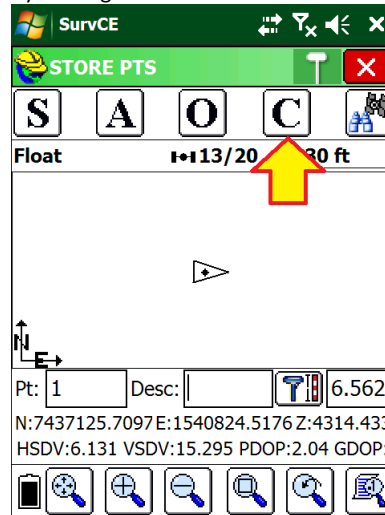 SurvCE
STORE PTS
S A O C
Float 13/20 30 ft
N
E
Pt: 1 Desc: 6.562
N:7437125.7097 E:1540824.5176 Z:4314.433
HSDV:6.131 VSDV:15.295 PDOP:2.04 GDOP: